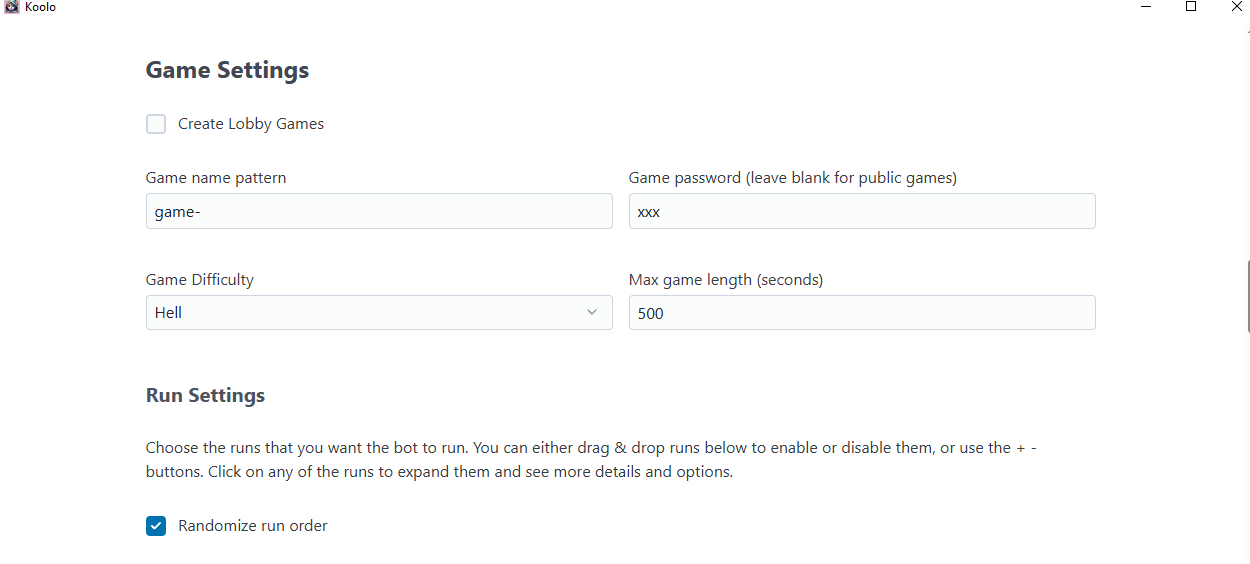 Koolo
Game Settings
Create Lobby Games
Game name pattern
Game password (leave blank for public games)
game-
xxx
Game Difficulty
Max game length (seconds)
Hell
500
Run Settings
Choose the runs that you want the bot to run. You can either drag & drop runs below to enable or disable them, or use the + -
buttons. Click on any of the runs to expand them and see more details and options.
Randomize run order